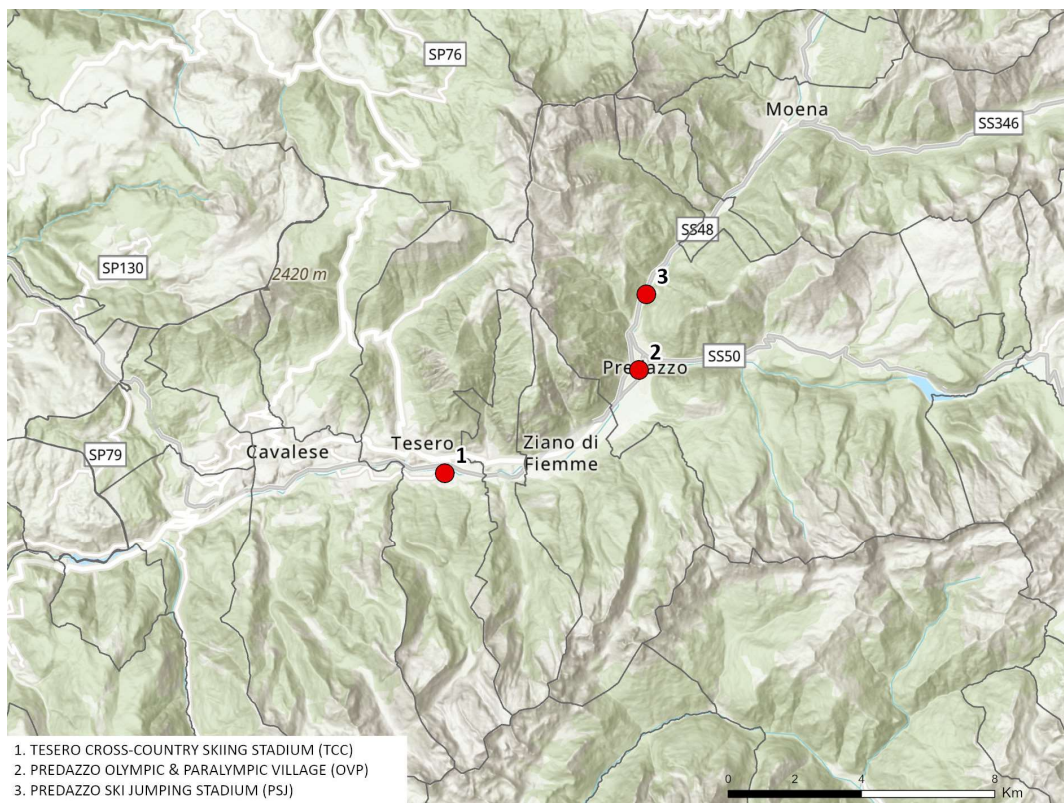 SP76
Moena
SS346
SS48
SP130
2420 m
3
2
Predazzo
SS50
Tesero
1
Ziano di
Fiemme
Cavalese
SP79
1. TESERO CROSS-COUNTRY SKIING STADIUM (TCC)
2. PREDAZZO OLYMPIC & PARALYMPIC VILLAGE (OVP)
3. PREDAZZO SKI JUMPING STADIUM (PSJ)
0 2 4 8
Km